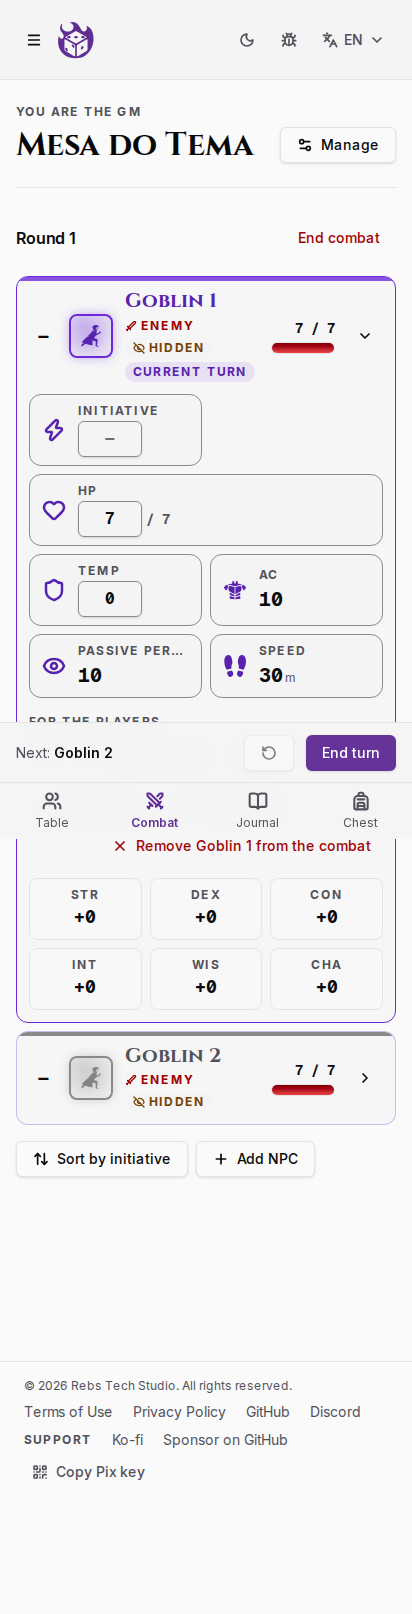 EN
YOU ARE THE GM
Mesa do Tema
Manage
Round 1
End combat
Goblin 1
ENEMY
HIDDEN
CURRENT TURN
7 / 7
–
INITIATIVE
–
HP
7 / 7
TEMP
0
AC
10
PASSIVE PER...
10
SPEED
30m
FOR THE PLAYERS
Next: Goblin 2
End turn
Table
Combat
Journal
Chest
Remove Goblin 1 from the combat
STR
+0
DEX
+0
CON
+0
INT
+0
WIS
+0
CHA
+0
–
Goblin 2
ENEMY
HIDDEN
7 / 7
Sort by initiative
Add NPC
© 2026 Rebs Tech Studio. All rights reserved.
Terms of Use
Privacy Policy
GitHub
Discord
SUPPORT
Ko-fi
Sponsor on GitHub
Copy Pix key